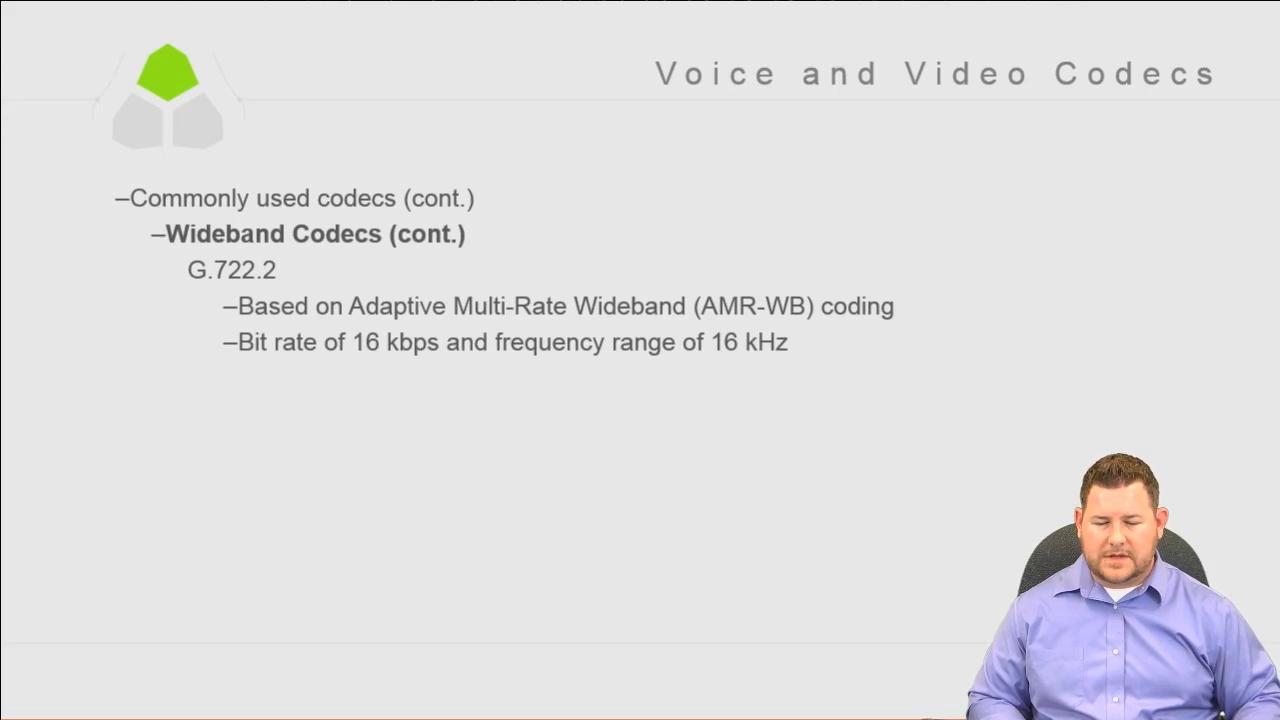 Voice and Video Codecs
–Commonly used codecs (cont.)
–Wideband Codecs (cont.)
G.722.2
–Based on Adaptive Multi-Rate Wideband (AMR-WB) coding
–Bit rate of 16 kbps and frequency range of 16 kHz